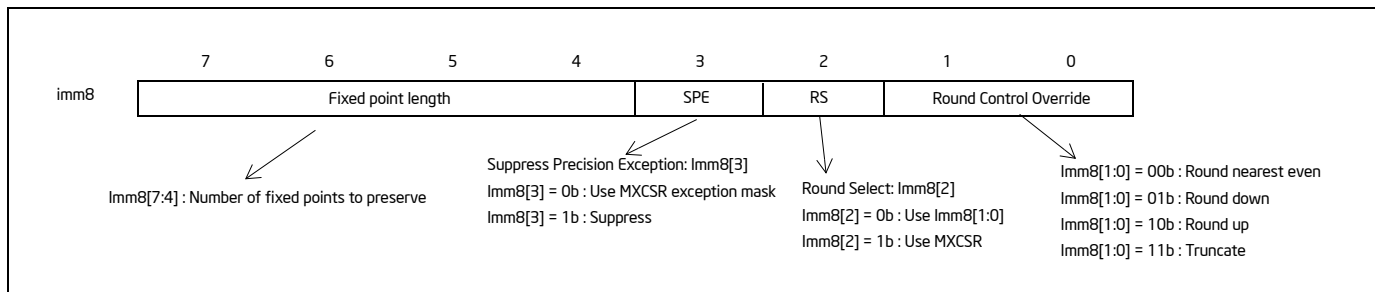 7 6 5 4 3 2 1 0
imm8 Fixed point length SPE RS Round Control Override
Imm8[7:4] : Number of fixed points to preserve
Suppress Precision Exception: Imm8[3]
Imm8[3] = 0b : Use MXCSR exception mask
Imm8[3] = 1b : Suppress
Round Select: Imm8[2]
Imm8[2] = 0b : Use Imm8[1:0]
Imm8[2] = 1b : Use MXCSR
Imm8[1:0] = 00b : Round nearest even
Imm8[1:0] = 01b : Round down
Imm8[1:0] = 10b : Round up
Imm8[1:0] = 11b : Truncate